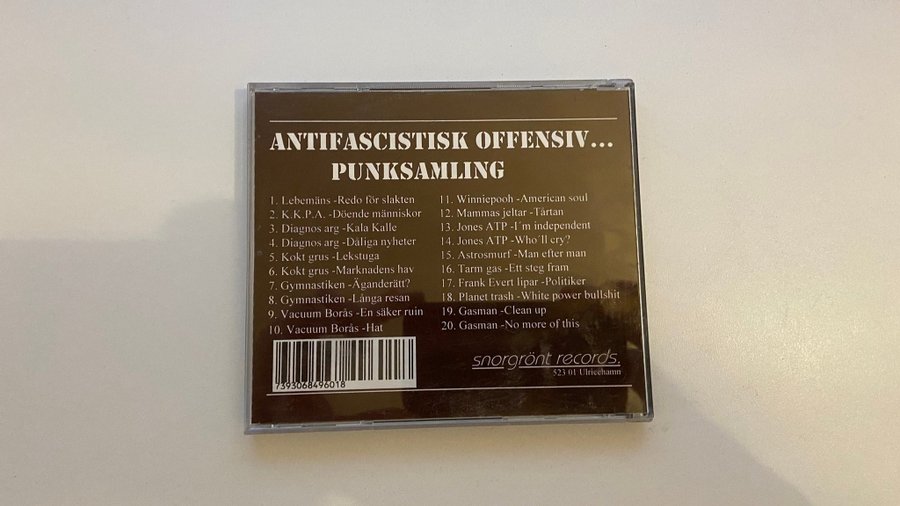 ANTIFASCISTISK OFFENSIV...
PUNKSAMLING
1. Lebemäns -Redo för slakten
2. K.K.P.A. -Döende människor
3. Diagnos arg -Kala Kalle
4. Diagnos arg -Dåliga nyheter
5. Kokt grus -Lekstuga
6. Kokt grus -Marknadens hav
7. Gymnastiken -Äganderätt?
8. Gymnastiken -Långa resan
9. Vacuum Borås -En säker ruin
10. Vacuum Borås -Hat
11. Winniepooh -American soul
12. Mammas jeltar -Tårtan
13. Jones ATP -I´m independent
14. Jones ATP -Who´ll cry?
15. Astrosmurf -Man efter man
16. Tarm gas -Ett steg fram
17. Frank Evert lipar -Politiker
18. Planet trash -White power bullshit
19. Gasman -Clean up
20. Gasman -No more of this
7393068496018
snorgrönt records.
523 01 Ulricehamn